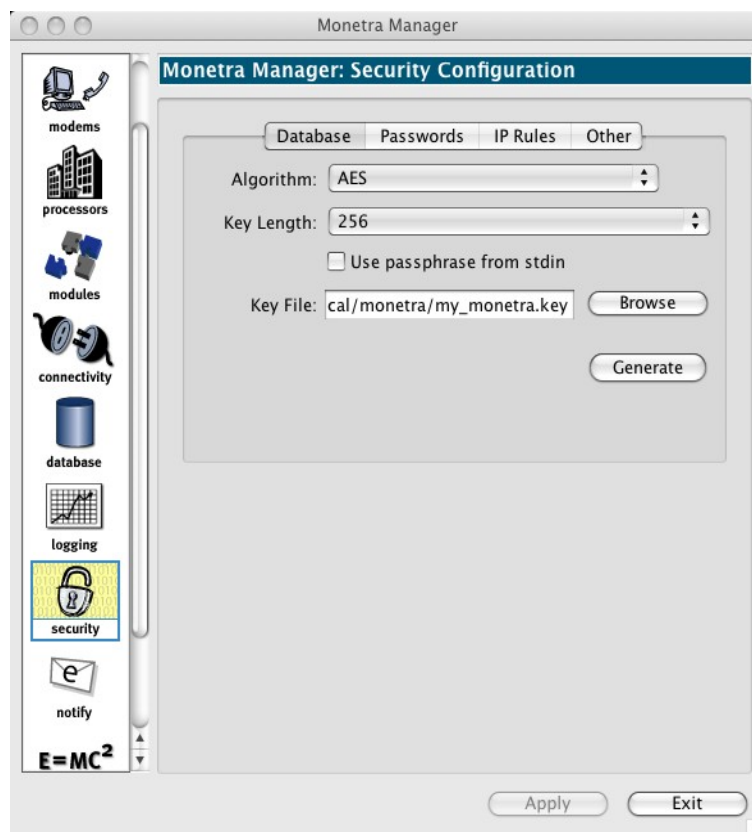 Monetra Manager
modems
processors
modules
connectivity
database
logging
security
e
notify
E=MC2
Monetra Manager: Security Configuration
Database Passwords IP Rules Other
Algorithm: AES
Key Length: 256
Use passphrase from stdin
Key File: cal/monetra/my_monetra.key Browse
Generate
Apply Exit